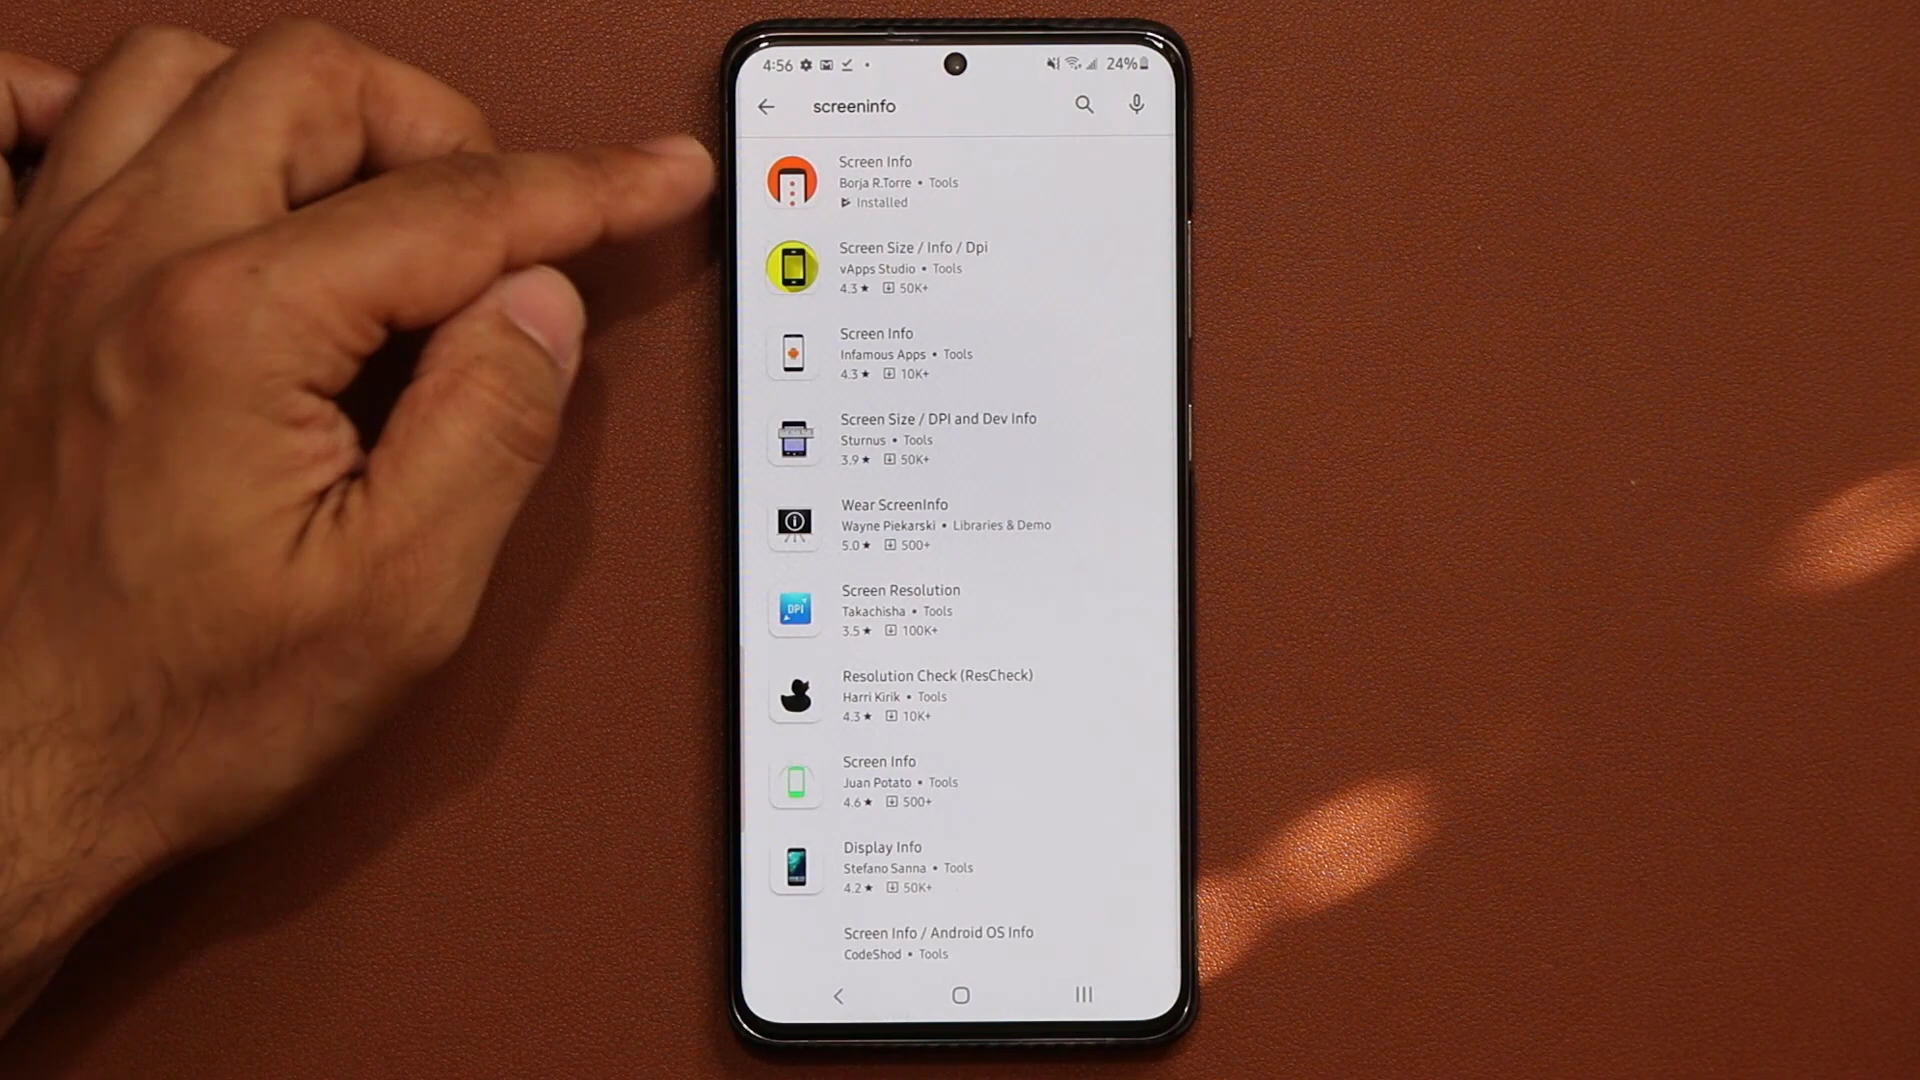 4:56 24%
screeninfo
Screen Info
Borja R.Torre • Tools
Installed
Screen Size / Info / Dpi
vApps Studio • Tools
4.3★ 50K+
Screen Info
Infamous Apps • Tools
4.3★ 10K+
Screen Size / DPI and Dev Info
Sturnus • Tools
3.9★ 50K+
Wear ScreenInfo
Wayne Piekarski • Libraries & Demo
5.0★ 500+
DPI
Screen Resolution
Takachisha • Tools
3.5★ 100K+
Resolution Check (ResCheck)
Harri Kirik • Tools
4.3★ 10K+
Screen Info
Juan Potato • Tools
4.6★ 500+
Display Info
Stefano Sanna • Tools
4.2★ 50K+
Screen Info / Android OS Info
CodeShod • Tools